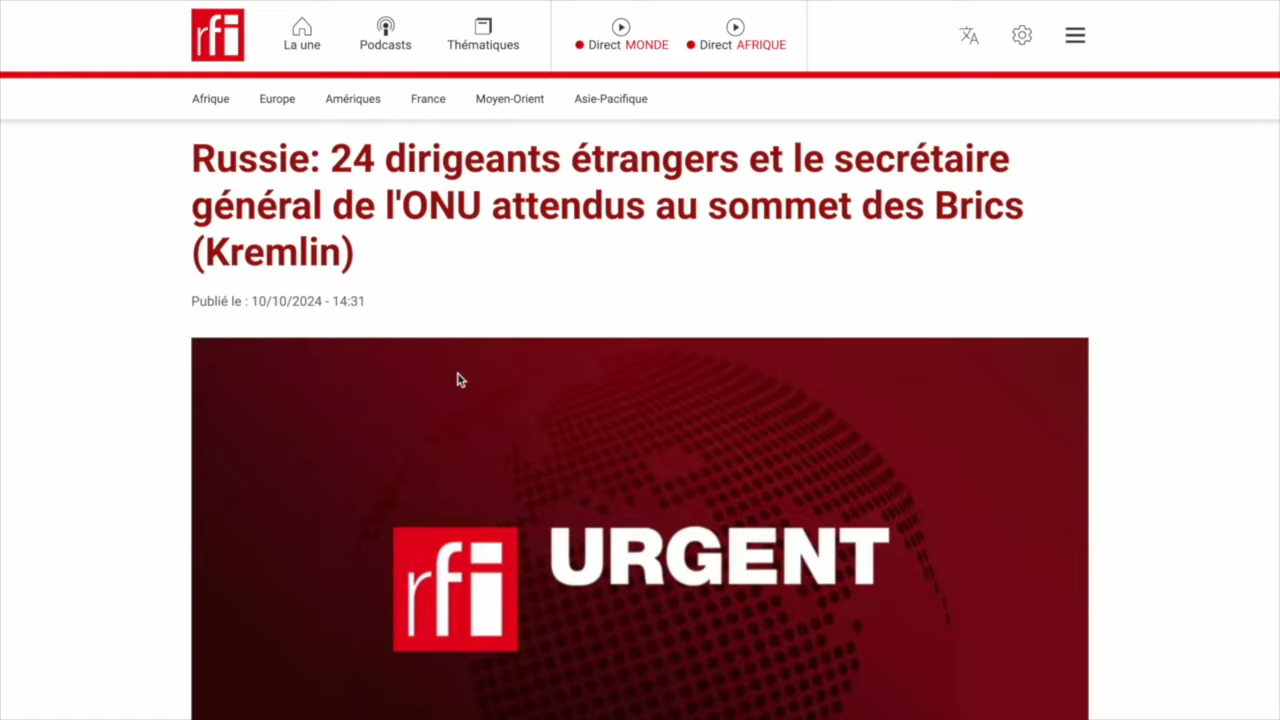 rfi
La une
Podcasts
Thématiques
Direct MONDE
Direct AFRIQUE
Afrique
Europe
Amériques
France
Moyen-Orient
Asie-Pacifique
Russie: 24 dirigeants étrangers et le secrétaire
général de l'ONU attendus au sommet des Brics
(Kremlin)
Publié le : 10/10/2024 - 14:31
rfi
URGENT